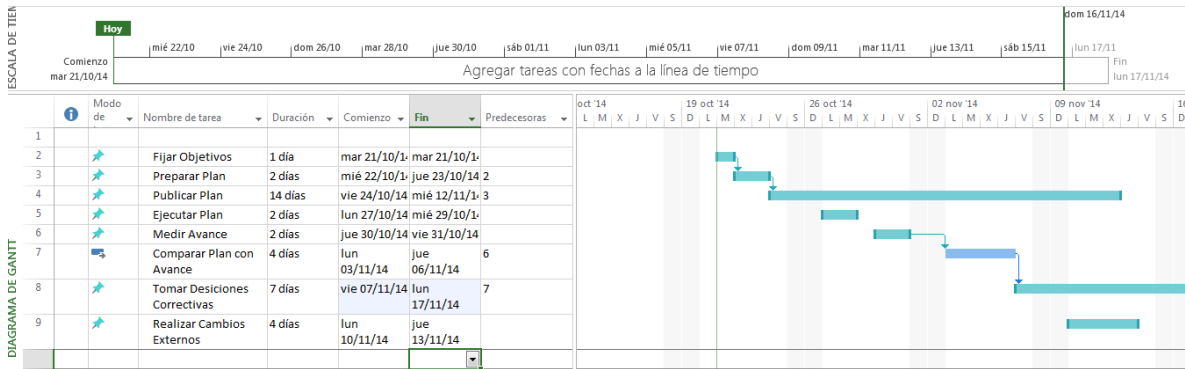 ESCALA DE TIEN
dom 16/11/14
Hoy
mié 22/10 vie 24/10 dom 26/10 mar 28/10 jue 30/10 sáb 01/11 lun 03/11 mié 05/11 vie 07/11 dom 09/11 mar 11/11 jue 13/11 sáb 15/11 lun 17/11
Comienzo
mar 21/10/14
Agregar tareas con fechas a la línea de tiempo
Fin
lun 17/11/14
DIAGRAMA DE GANTT
Modo
de Nombre de tarea Duración Comienzo Fin Predecesoras
oct '14 19 oct '14 26 oct '14 02 nov '14 09 nov '14 16
L M X J V S D L M X J V S D L M X J V S D L M X J V S D L M X J V S D
1
2 Fijar Objetivos 1 día mar 21/10/14 mar 21/10/14
3 Preparar Plan 2 días mié 22/10/14 jue 23/10/14 2
4 Publicar Plan 14 días vie 24/10/14 mié 12/11/14 3
5 Ejecutar Plan 2 días lun 27/10/14 mié 29/10/14
6 Medir Avance 2 días jue 30/10/14 vie 31/10/14
7 Comparar Plan con 4 días lun jue 6
Avance 03/11/14 06/11/14
8 Tomar Desiciones 7 días vie 07/11/14 lun 7
Correctivas 17/11/14
9 Realizar Cambios 4 días lun jue
Externos 10/11/14 13/11/14